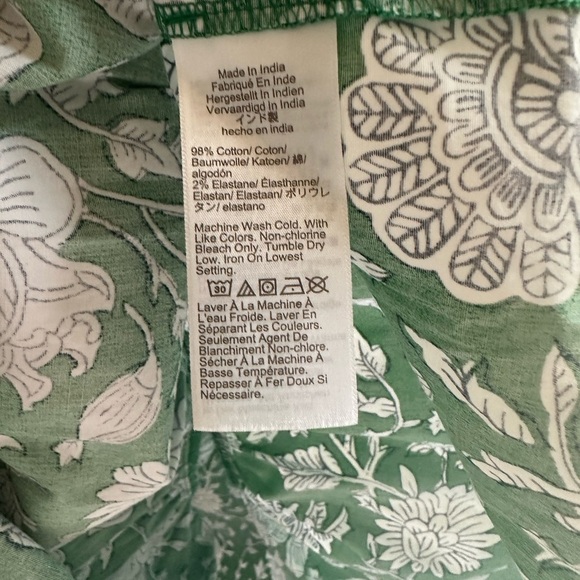 Made In India
Fabriqué En Inde
Hergestellt In Indien
Vervaardigd In India
インド製
hecho en india
98% Cotton/ Coton/
Baumwolle/ Katoen/ 綿/
algodón
2% Elastane/ Élasthanne/
Elastan/ Elastaan/ ポリウレ
タン/ elastano
Machine Wash Cold. With
Like Colors. Non-chlorine
Bleach Only. Tumble Dry
Low. Iron On Lowest
Setting.
30
Laver À La Machine À
L'eau Froide. Laver En
Séparant Les Couleurs.
Seulement Agent De
Blanchiment Non-chlore.
Sécher À La Machine À
Basse Température.
Repasser À Fer Doux Si
Nécessaire.